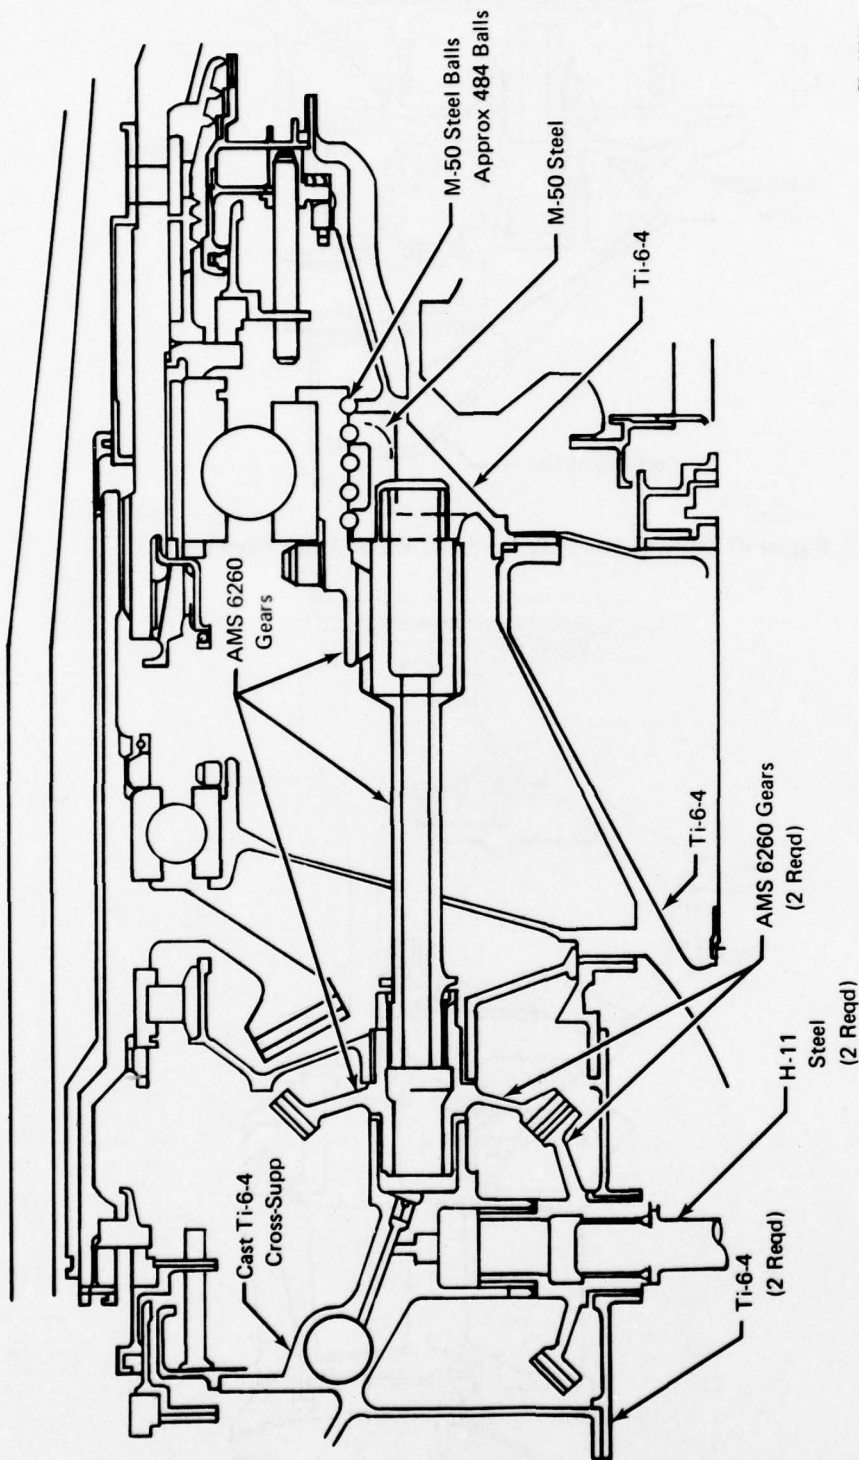 M-50 Steel Balls
Approx 484 Balls
M-50 Steel
Ti-6-4
AMS 6260
Gears
Ti-6-4
AMS 6260 Gears
(2 Reqd)
H-11
Steel
(2 Reqd)
Cast Ti-6-4
Cross-Supp
Ti-6-4
(2 Reqd)